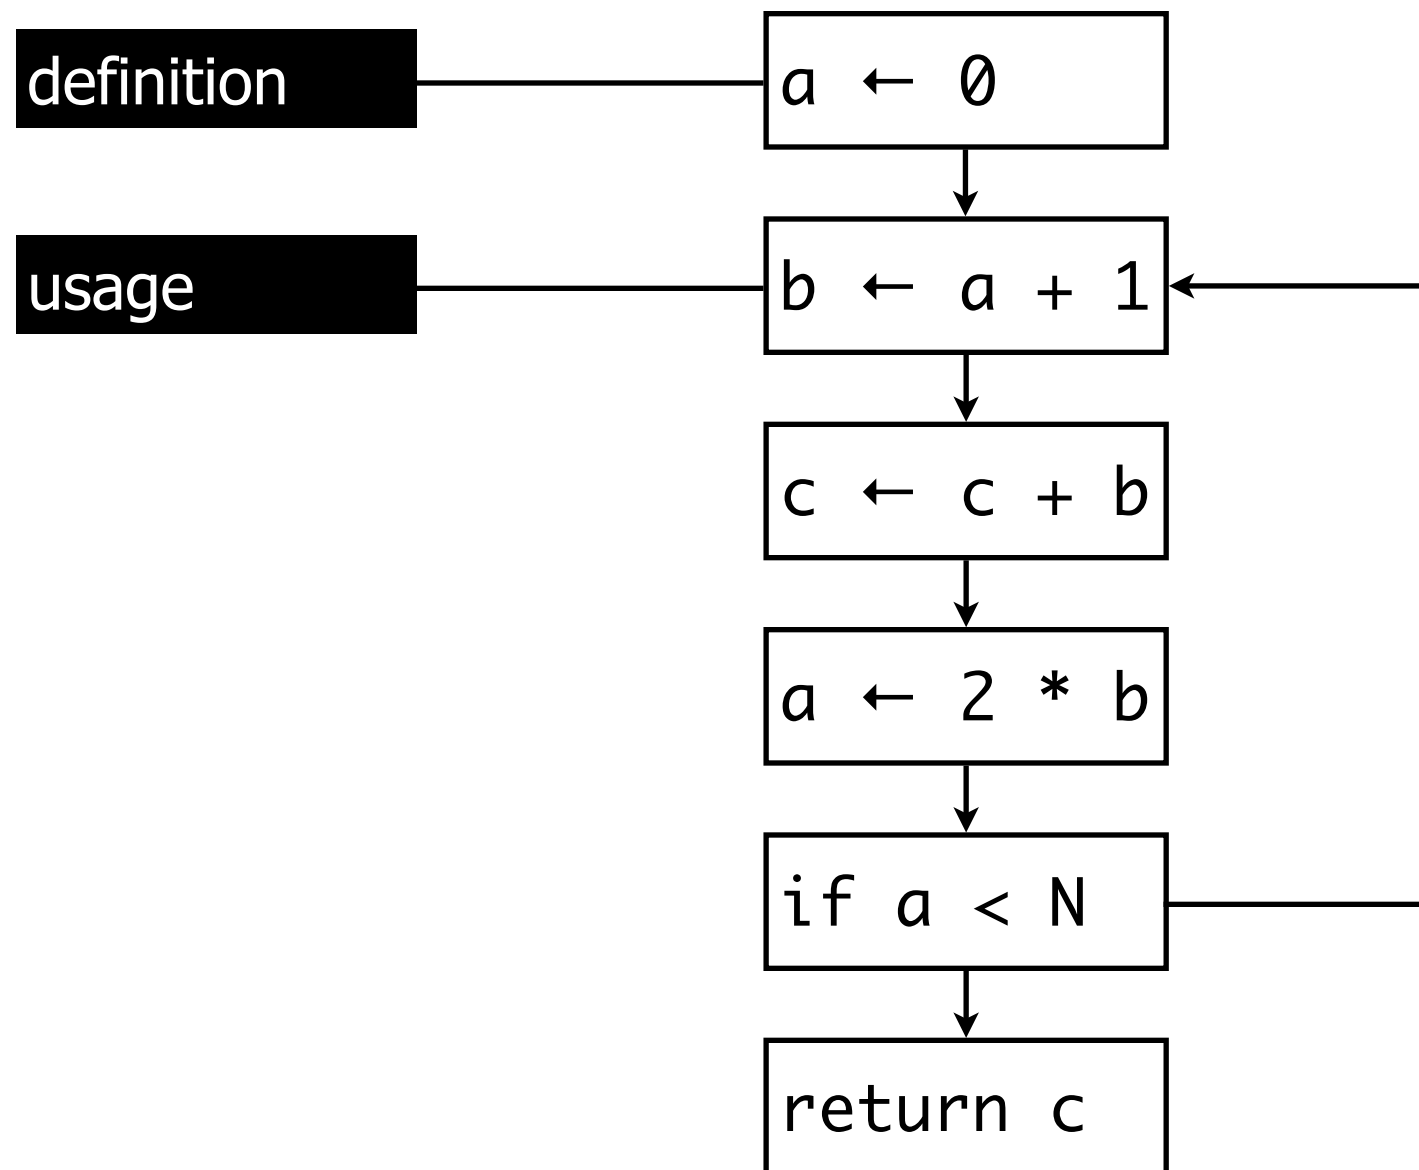 definition
a ← 0
usage
b ← a + 1
c ← c + b
a ← 2 * b
if a < N
return c